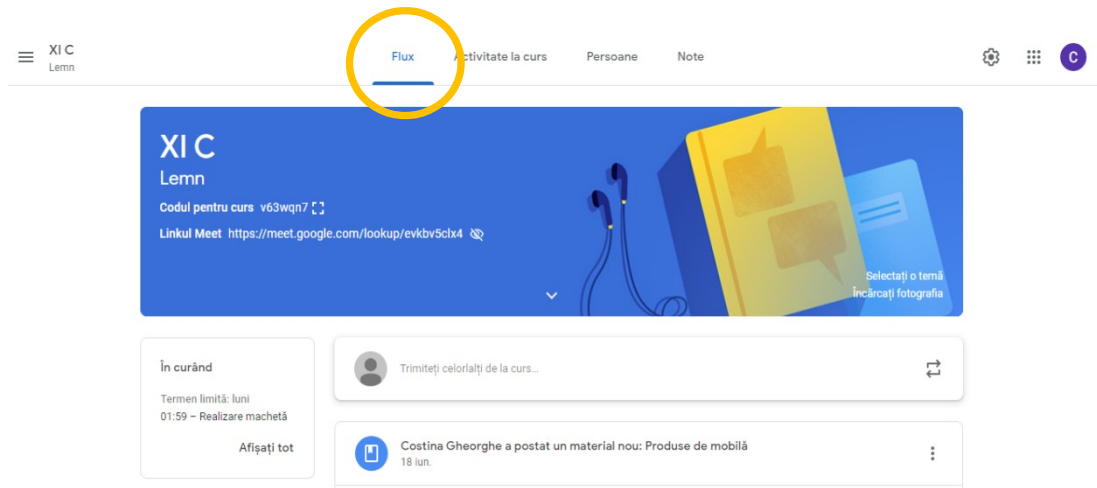 XI C
Lemn
Flux
Activitate la curs
Persoane
Note
C
XI C
Lemn
Codul pentru curs v63wqn7
Linkul Meet https://meet.google.com/lookup/evkbv5clx4
Selectați o temă
Încărcați fotografia
În curând
Termen limită: luni
01:59 – Realizare machetă
Afișați tot
Trimiteți celorlalți de la curs...
Costina Gheorghe a postat un material nou: Produse de mobilă
18 iun.